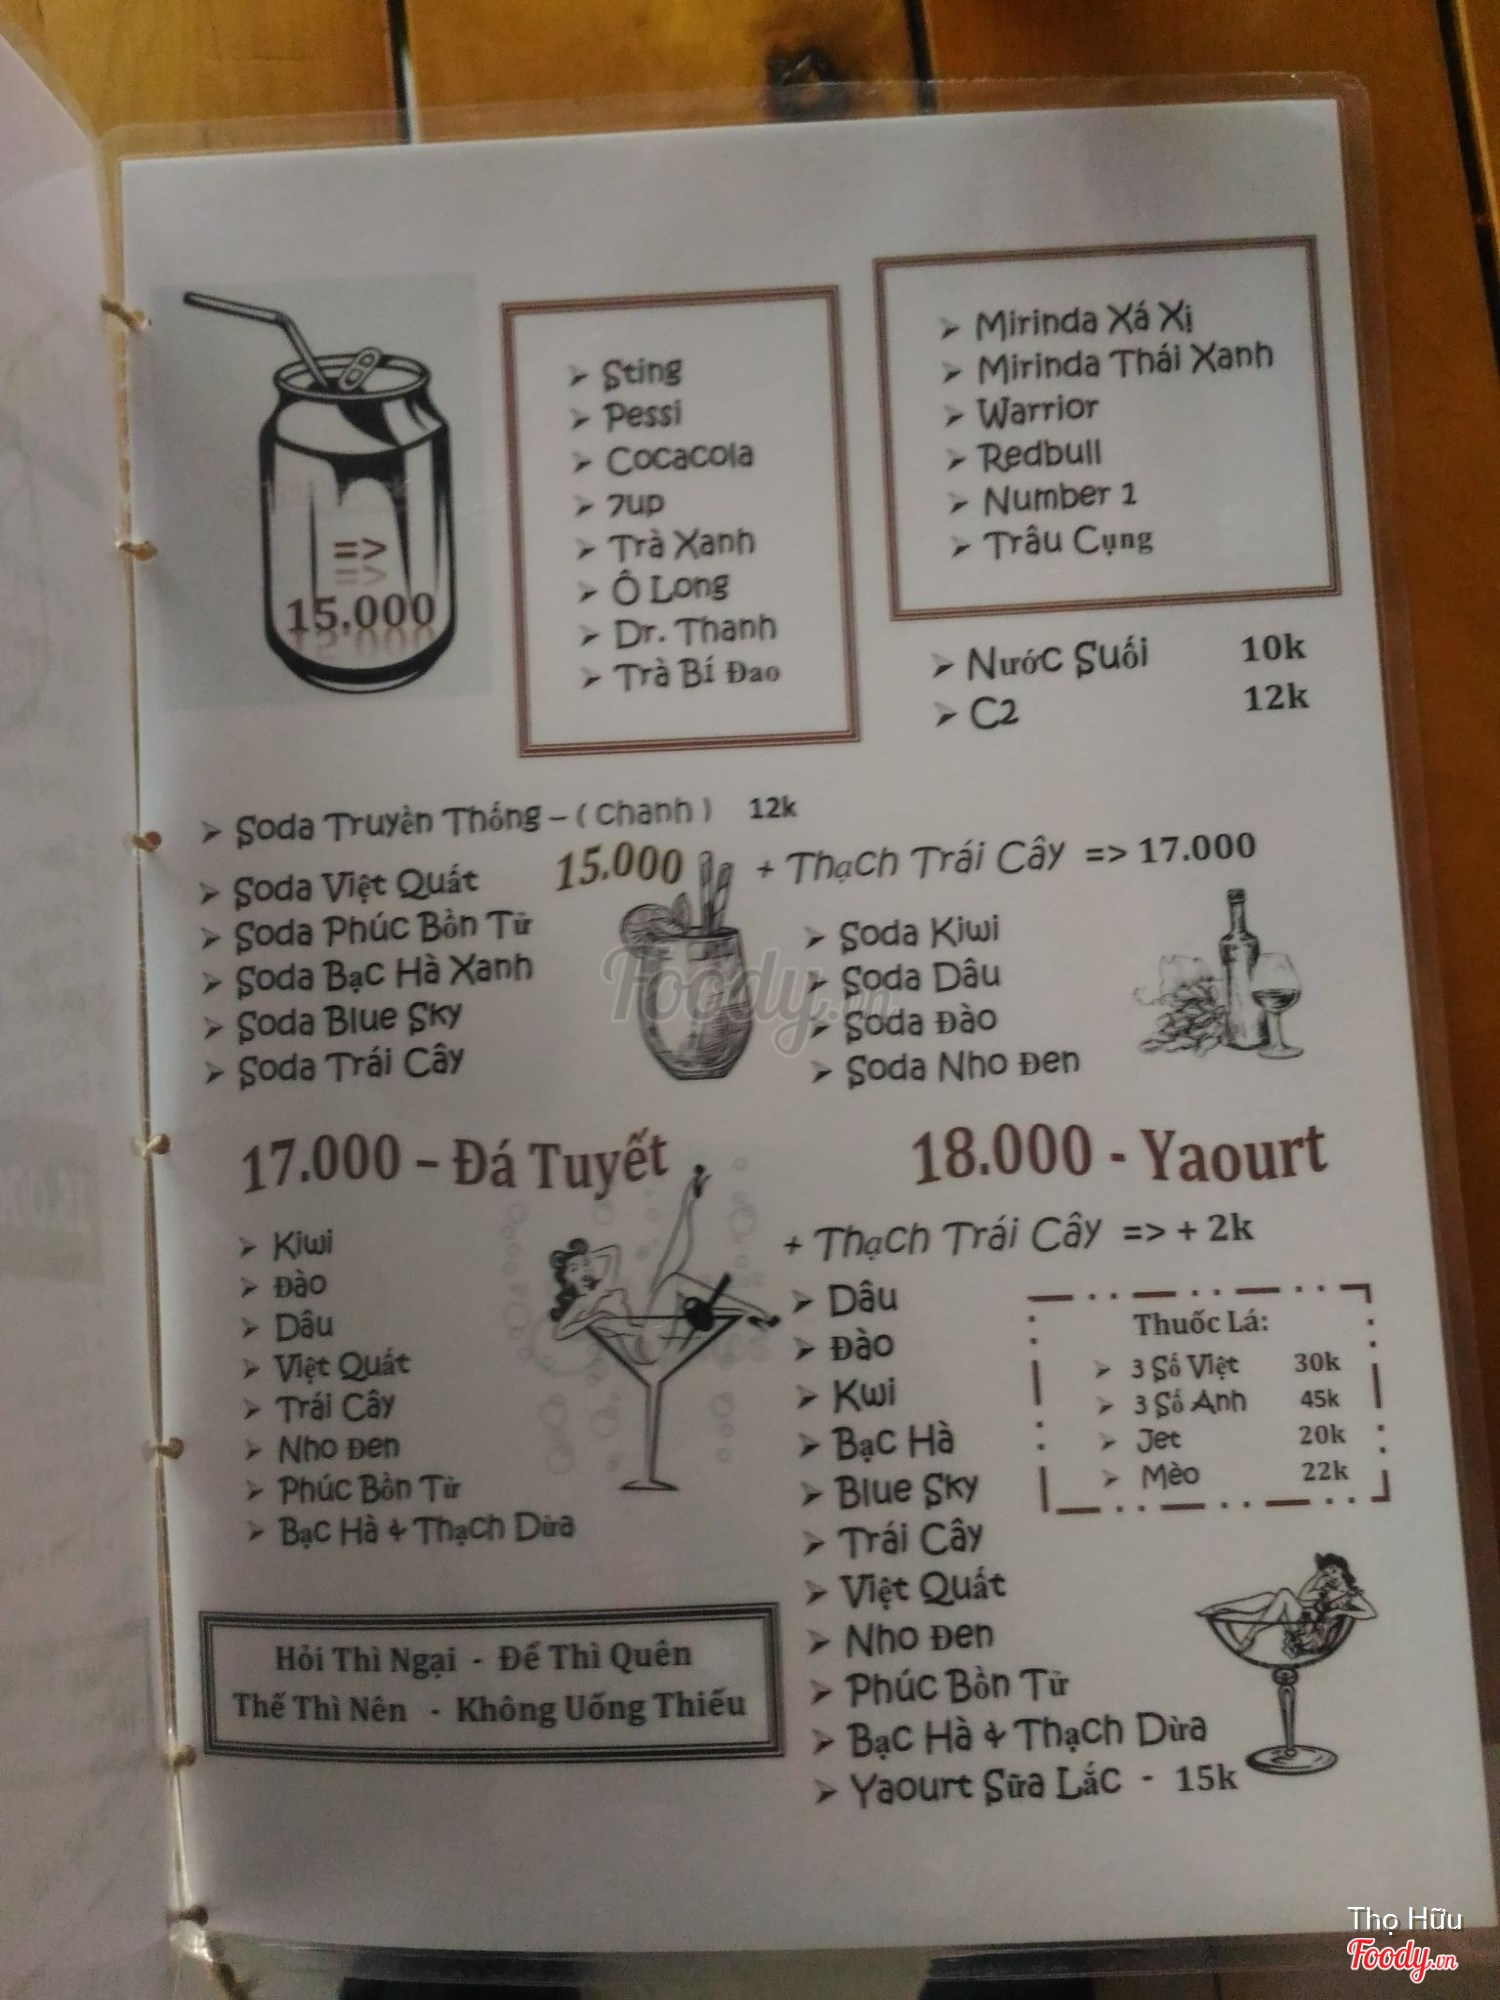 =>
15.000
Sting
Pessi
Cocacola
7up
Trà Xanh
Ô Long
Dr. Thanh
Trà Bí Đao
Mirinda Xá Xị
Mirinda Thái Xanh
Warrior
Redbull
Number 1
Trâu Cụng
Nước Suối 10k
C2 12k
Soda Truyền Thống – ( Chanh ) 12k
15.000 + Thạch Trái Cây => 17.000
Soda Việt Quất
Soda Phúc Bồn Tử
Soda Bạc Hà Xanh
Soda Blue Sky
Soda Trái Cây
Soda Kiwi
Soda Dâu
Soda Đào
Soda Nho Đen
Foody.vn
17.000 – Đá Tuyết
Kiwi
Đào
Dâu
Việt Quất
Trái Cây
Nho Đen
Phúc Bồn Tử
Bạc Hà & Thạch Dừa
18.000 - Yaourt
+ Thạch Trái Cây => + 2k
Dâu
Đào
Kwi
Bạc Hà
Blue Sky
Trái Cây
Việt Quất
Nho Đen
Phúc Bồn Tử
Bạc Hà & Thạch Dừa
Yaourt Sữa Lắc - 15k
Thuốc Lá:
3 Số Việt 30k
3 Số Anh 45k
Jet 20k
Mèo 22k
Hỏi Thì Ngại - Để Thì Quên
Thế Thì Nên - Không Uống Thiếu
Thọ Hữu
Foody.vn